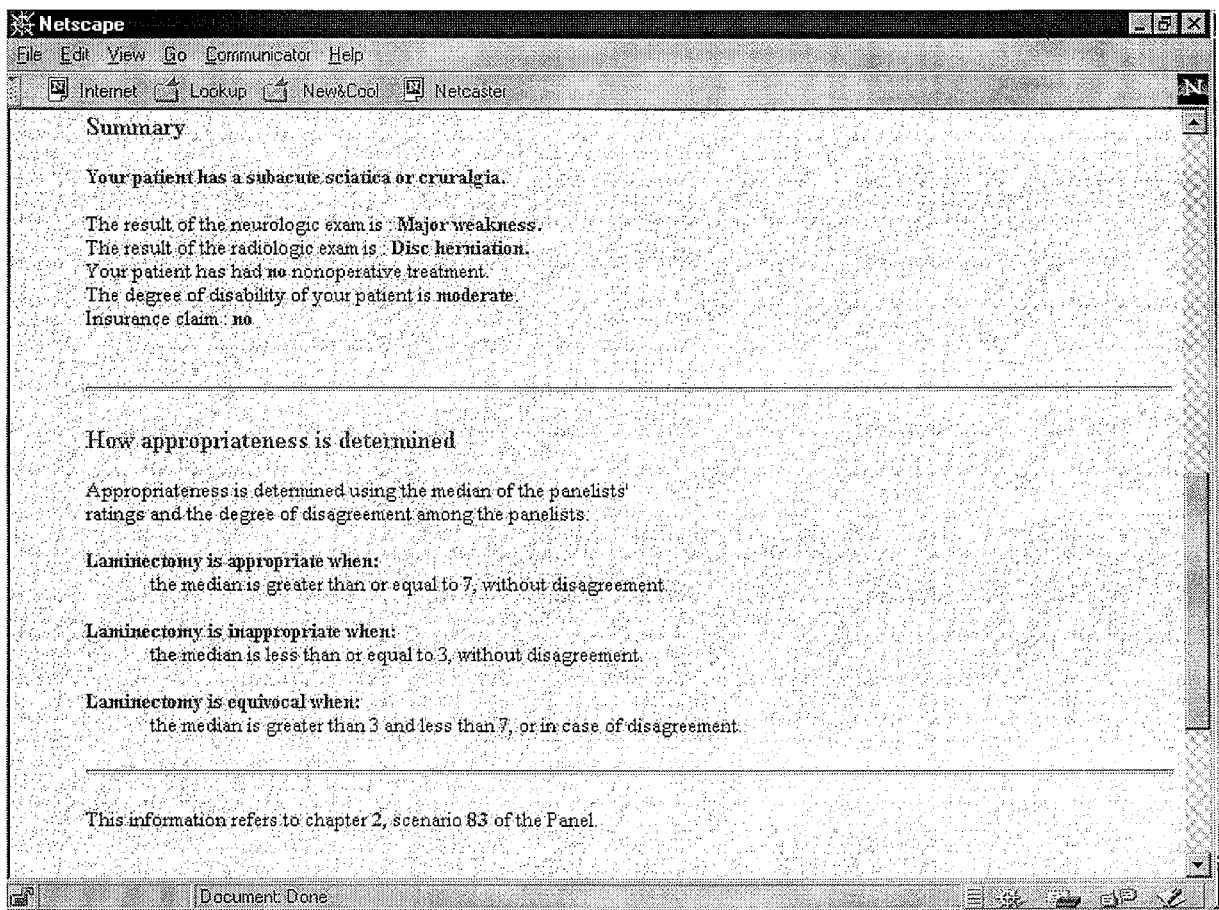 Netscape
File Edit View Go Communicator Help
Internet Lookup New&Cool Netcaster
N
Summary
Your patient has a subacute sciatica or cruralgia.
The result of the neurologic exam is : Major weakness.
The result of the radiologic exam is : Disc herniation.
Your patient has had no nonoperative treatment.
The degree of disability of your patient is moderate.
Insurance claim : no
How appropriateness is determined
Appropriateness is determined using the median of the panelists'
ratings and the degree of disagreement among the panelists.
Laminectomy is appropriate when:
the median is greater than or equal to 7, without disagreement.
Laminectomy is inappropriate when:
the median is less than or equal to 3, without disagreement.
Laminectomy is equivocal when:
the median is greater than 3 and less than 7, or in case of disagreement.
This information refers to chapter 2, scenario 83 of the Panel.
Document: Done